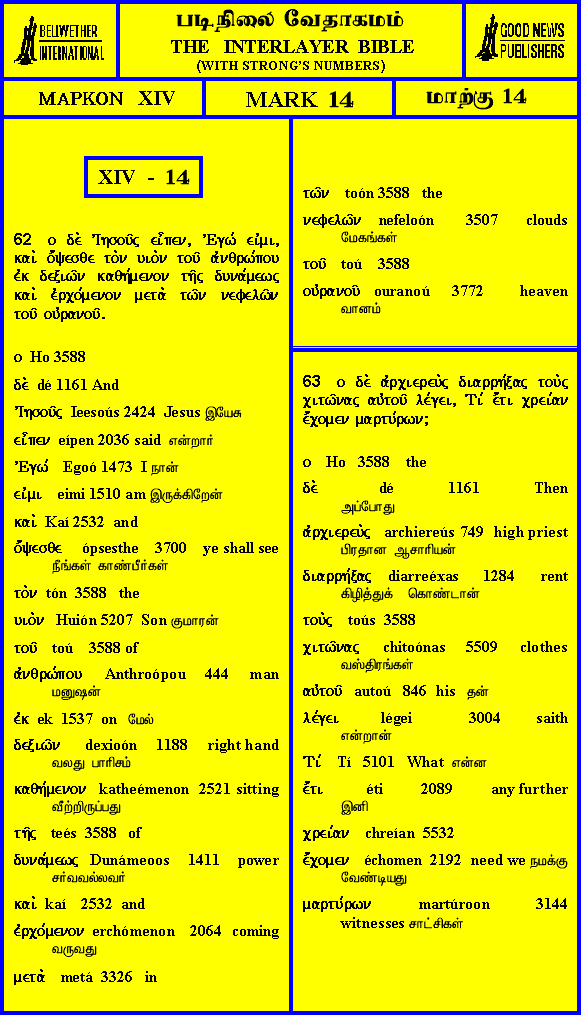 BELLWETHER
INTERNATIONAL
படிநிலை வேதாகமம்
THE INTERLAYER BIBLE
(WITH STRONG'S NUMBERS)
GOOD NEWS
PUBLISHERS
ΜΑΡΚΟΝ XIV
MARK 14
மாற்கு 14
XIV - 14
62 ο δὲ Ἰησοῦς εἶπεν, Ἐγώ εἰμι,
καὶ ὄψεσθε τὸν υιὸν τοῦ ἀνθρώπου
ἐκ δεξιῶν καθήμενον τῆς δυνάμεως
καὶ ἐρχόμενον μετὰ τῶν νεφελῶν
τοῦ οὐρανοῦ.
ο Ho 3588
δὲ dé 1161 And
Ἰησοῦς Ieesoús 2424 Jesus இயேசு
εἶπεν eípen 2036 said என்றார்
Ἐγώ Egoó 1473 I நான்
εἰμι eimi 1510 am இருக்கிறேன்
καὶ Kaí 2532 and
ὄψεσθε ópsesthe 3700 ye shall see
நீங்கள் காண்பீர்கள்
τὸν tón 3588 the
υιὸν Huión 5207 Son குமாரன்
τοῦ toú 3588 of
ἀνθρώπου Anthroópou 444 man
மனுஷன்
ἐκ ek 1537 on மேல்
δεξιῶν dexioón 1188 right hand
வலது பாரிசம்
καθήμενον katheémenon 2521 sitting
வீற்றிருப்பது
τῆς teés 3588 of
δυνάμεως Dunámeoos 1411 power
சர்வவல்லவர்
καὶ kaí 2532 and
ἐρχόμενον erchómenon 2064 coming
வருவது
μετὰ metá 3326 in
τῶν toón 3588 the
νεφελῶν nefeloón 3507 clouds
மேகங்கள்
τοῦ toú 3588
οὐρανοῦ ouranoú 3772 heaven
வானம்
63 ο δὲ ἀρχιερεὺς διαρρήξας τοὺς
χιτῶνας αὐτοῦ λέγει, Τί ἔτι χρείαν
ἔχομεν μαρτύρων;
ο Ho 3588 the
δὲ dé 1161 Then
அப்போது
ἀρχιερεὺς archiereús 749 high priest
பிரதான ஆசாரியன்
διαρρήξας diarreéxas 1284 rent
கிழித்துக் கொண்டான்
τοὺς toús 3588
χιτῶνας chitoónas 5509 clothes
வஸ்திரங்கள்
αὐτοῦ autoú 846 his தன்
λέγει légei 3004 saith
என்றான்
Τί Tí 5101 What என்ன
ἔτι éti 2089 any further
இனி
χρείαν chreían 5532
ἔχομεν échomen 2192 need we நமக்கு
வேண்டியது
μαρτύρων martúroon 3144
witnesses சாட்சிகள்